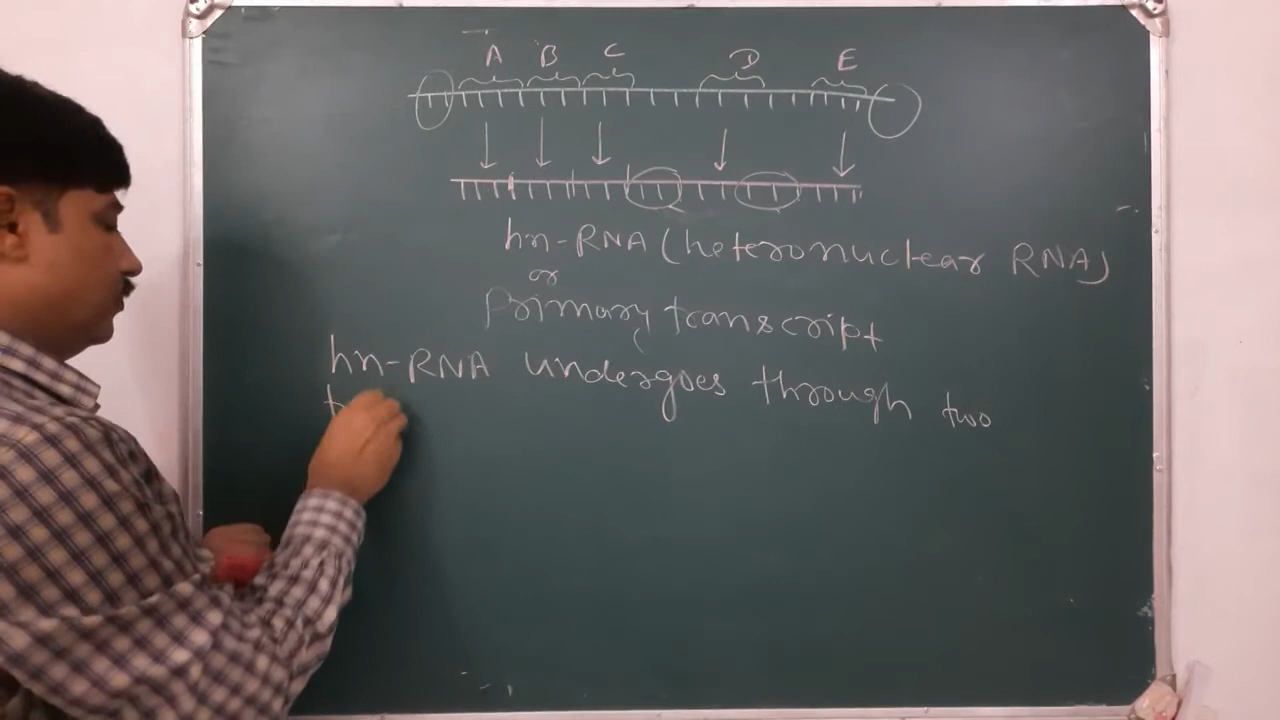 A B C D E
hn-RNA (heteronuclear RNA)
or
Primary transcript
hn-RNA undergoes through two